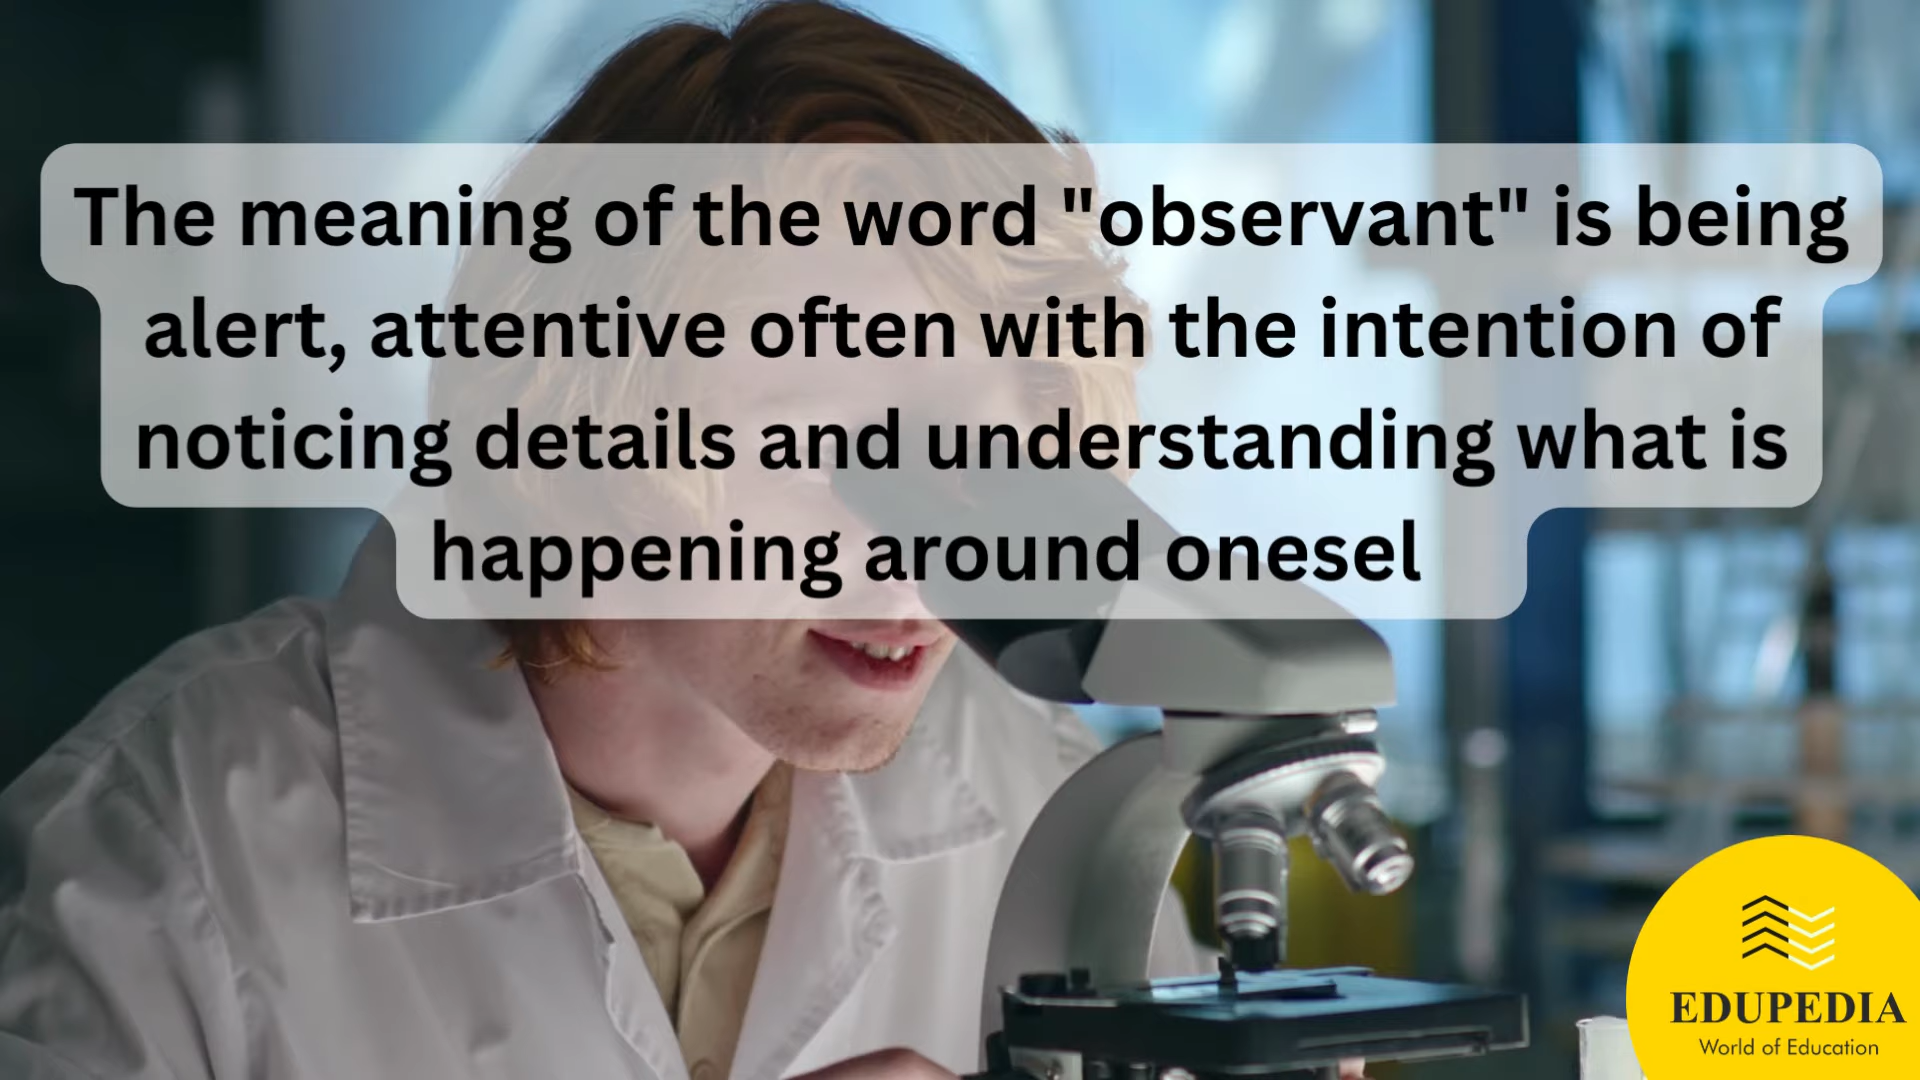 The meaning of the word "observant" is being
alert, attentive often with the intention of
noticing details and understanding what is
happening around onesel
EDUPEDIA
World of Education